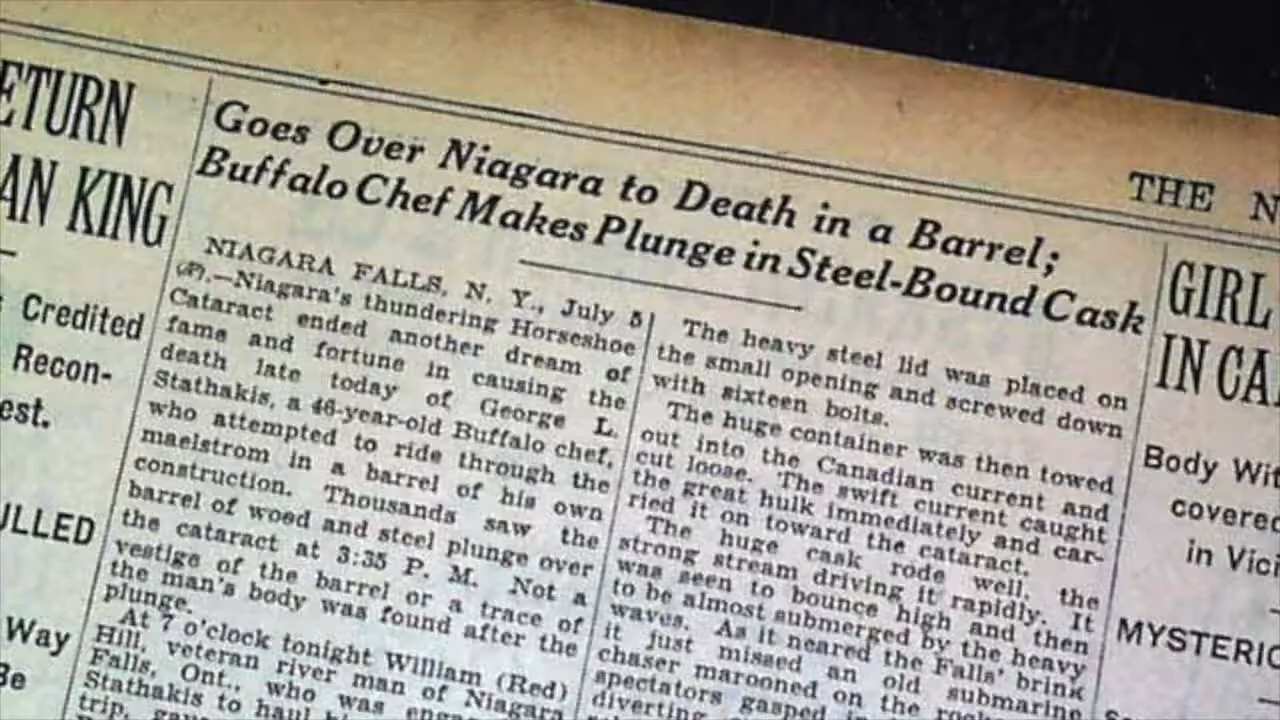 ETURN
AN KING
Credited
Recon-
est.
ULLED
Way
Be
Goes Over Niagara to Death in a Barrel;
Buffalo Chef Makes Plunge in Steel-Bound Cask
NIAGARA FALLS, N. Y., July 5
(AP).—Niagara's thundering Horseshoe
Cataract ended another dream of
fame and fortune in causing the
death late today of George L.
Stathakis, a 46-year-old Buffalo chef,
who attempted to ride through the
maelstrom in a barrel of his own
construction. Thousands saw the
barrel of wood and steel plunge over
the cataract at 3:35 P. M. Not a
vestige of the barrel or a trace of
the man's body was found after the
plunge.
At 7 o'clock tonight William (Red)
Hill, veteran river man of Niagara
Falls, Ont., who was
Stathakis to haul
trip,
The heavy steel lid was placed on
the small opening and screwed down
with sixteen bolts.
The huge container was then towed
out into the Canadian current and
cut loose. The swift current caught
the great hulk immediately and car-
ried it on toward the cataract.
The huge cask rode well, the
strong stream driving it rapidly. It
was seen to bounce high and then
to be almost submerged by the heavy
waves. As it neared the Falls' brink
it just missed an old submarine
chaser marooned on the
spectators gasped
diverting
THE N
GIRL
IN CA
Body Wit
covered
in Vici
MYSTERIO